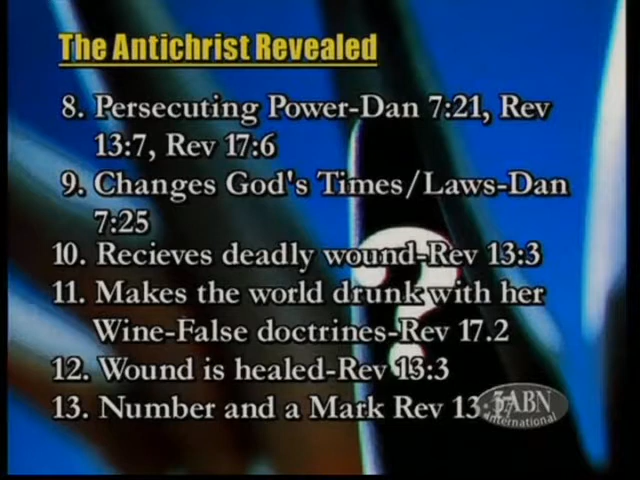 The Antichrist Revealed
8. Persecuting Power-Dan 7:21, Rev
13:7, Rev 17:6
9. Changes God's Times/Laws-Dan
7:25
10. Recieves deadly wound-Rev 13:3
11. Makes the world drunk with her
Wine-False doctrines-Rev 17.2
12. Wound is healed-Rev 13:3
13. Number and a Mark Rev 13:
?
3ABN
International